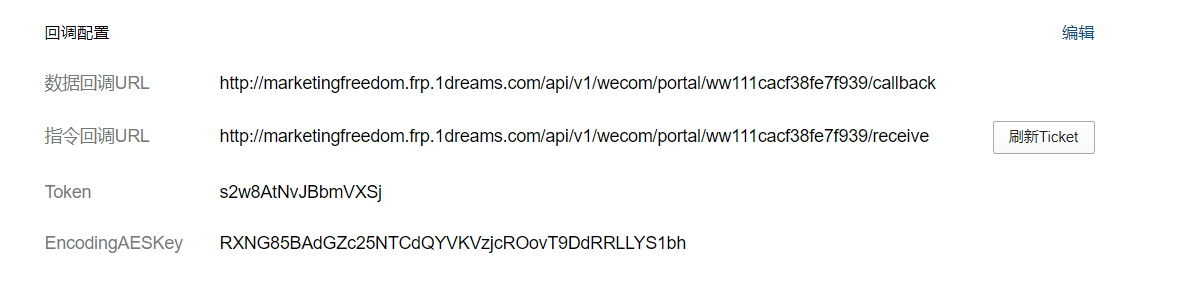 回调配置 编辑
数据回调URL http://marketingfreedom.frp.1dreams.com/api/v1/wecom/portal/ww111cacf38fe7f939/callback
指令回调URL http://marketingfreedom.frp.1dreams.com/api/v1/wecom/portal/ww111cacf38fe7f939/receive 刷新Ticket
Token s2w8AtNvJBbmVXSj
EncodingAESKey RXNG85BAdGZc25NTCdQYVKVzjcROovT9DdRRLLYS1bh